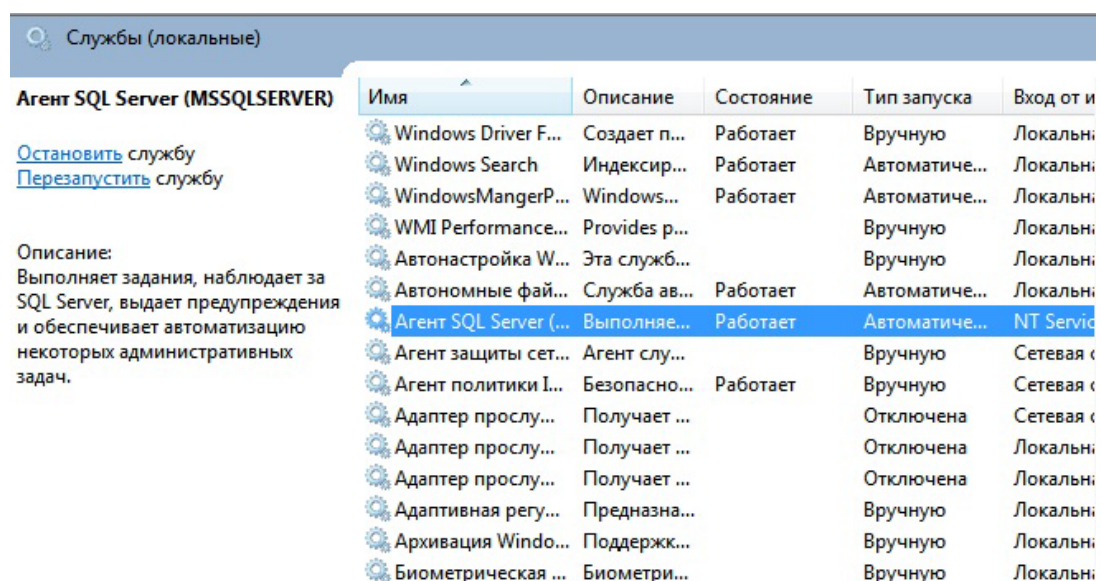 Службы (локальные)
Агент SQL Server (MSSQLSERVER)
Остановить службу
Перезапустить службу
Описание:
Выполняет задания, наблюдает за
SQL Server, выдает предупреждения
и обеспечивает автоматизацию
некоторых административных
задач.
Имя Описание Состояние Тип запуска Вход от и
Windows Driver F... Создает п... Работает Вручную Локальна
Windows Search Индексир... Работает Автоматиче... Локальна
WindowsMangerP... Windows... Работает Автоматиче... Локальна
WMI Performance... Provides p... Вручную Локальна
Автонастройка W... Эта служб... Вручную Локальна
Автономные фай... Служба ав... Работает Автоматиче... Локальна
Агент SQL Server (... Выполняе... Работает Автоматиче... NT Servic
Агент защиты сет... Агент слу... Вручную Сетевая с
Агент политики I... Безопасно... Работает Вручную Сетевая с
Адаптер прослу... Получает ... Отключена Сетевая с
Адаптер прослу... Получает ... Отключена Локальна
Адаптер прослу... Получает ... Отключена Локальна
Адаптивная регу... Предназна... Вручную Локальна
Архивация Windo... Поддержк... Вручную Локальна
Биометрическая ... Биометри... Вручную Локальна